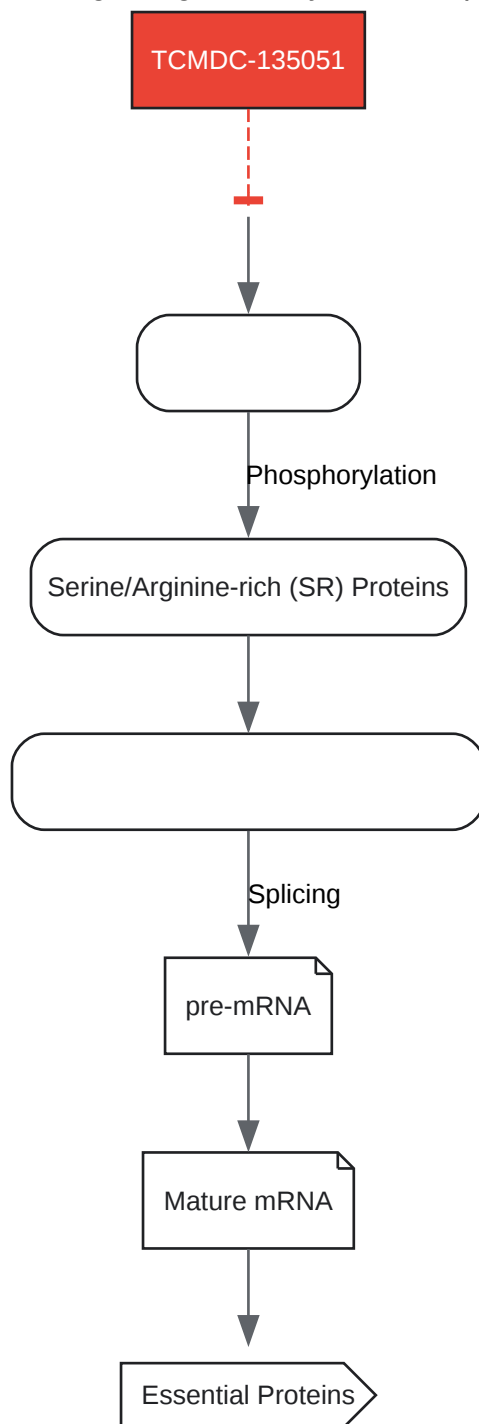 TCMDC-135051
Phosphorylation
Serine/Arginine-rich (SR) Proteins
Splicing
pre-mRNA
Mature mRNA
Essential Proteins